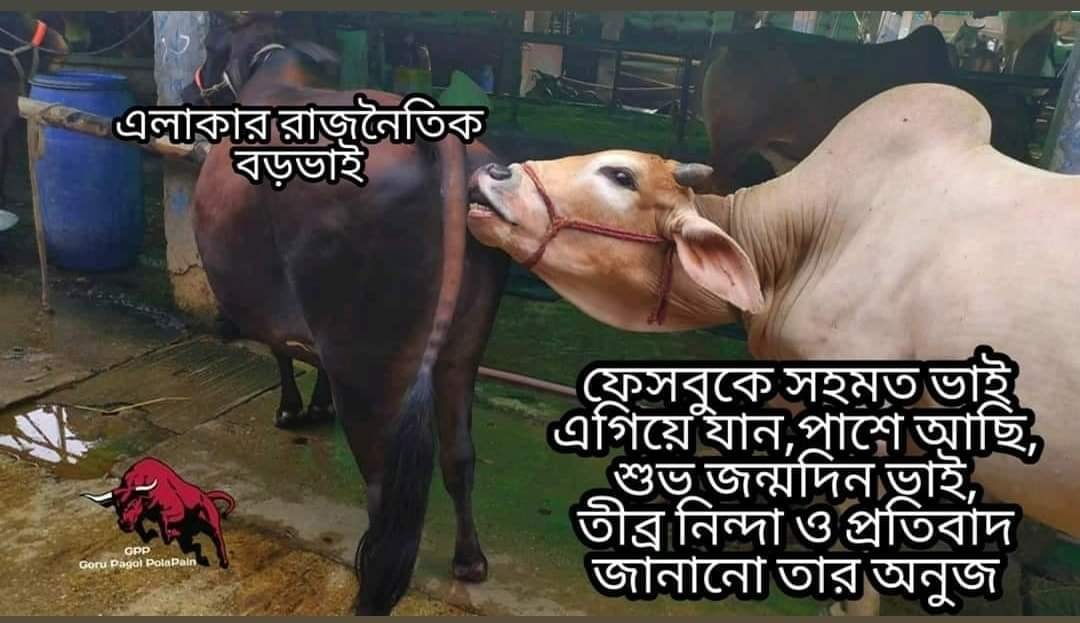 এলাকার রাজনৈতিক
বড়ভাই
ফেসবুকে সহমত ভাই
এগিয়ে যান,পাশে আছি,
শুভ জন্মদিন ভাই,
তীব্র নিন্দা ও প্রতিবাদ
জানানো তার অনুজ
GPP
Goru Pagol PolaPain